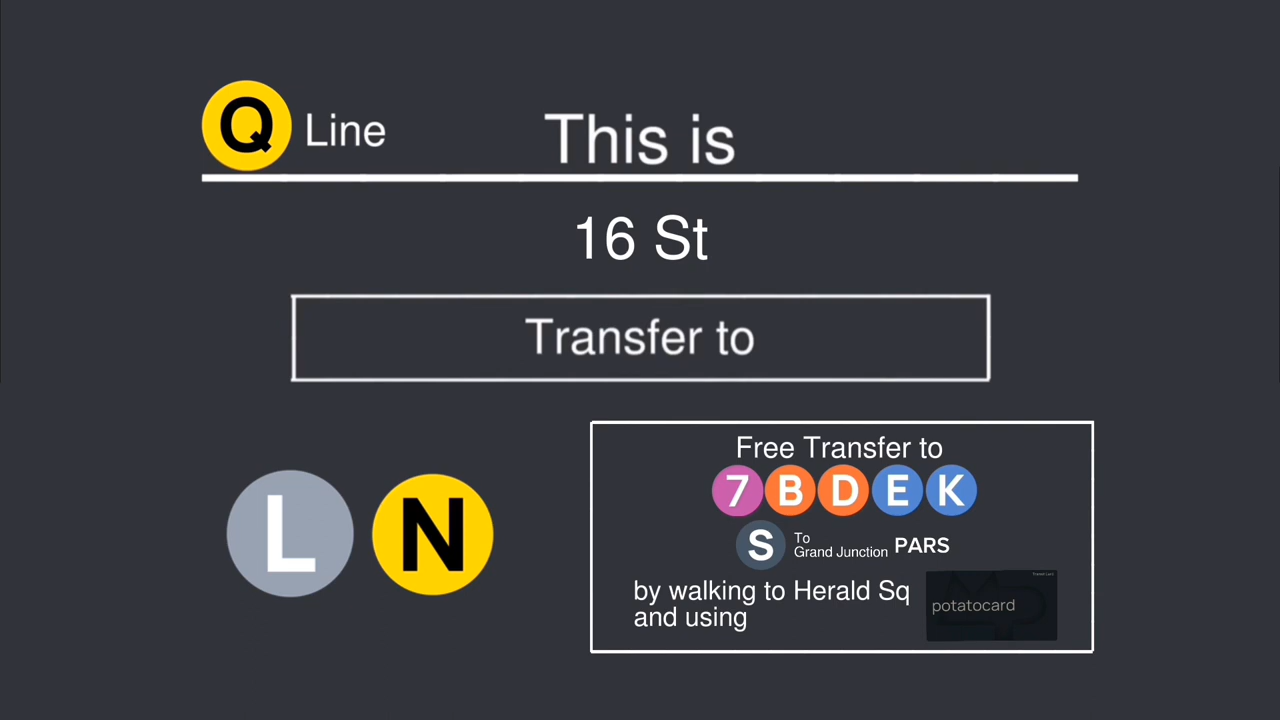 Q Line
This is
16 St
Transfer to
L N
Free Transfer to
7 B D E K
S To
Grand Junction PARS
by walking to Herald Sq
and using
potatocard